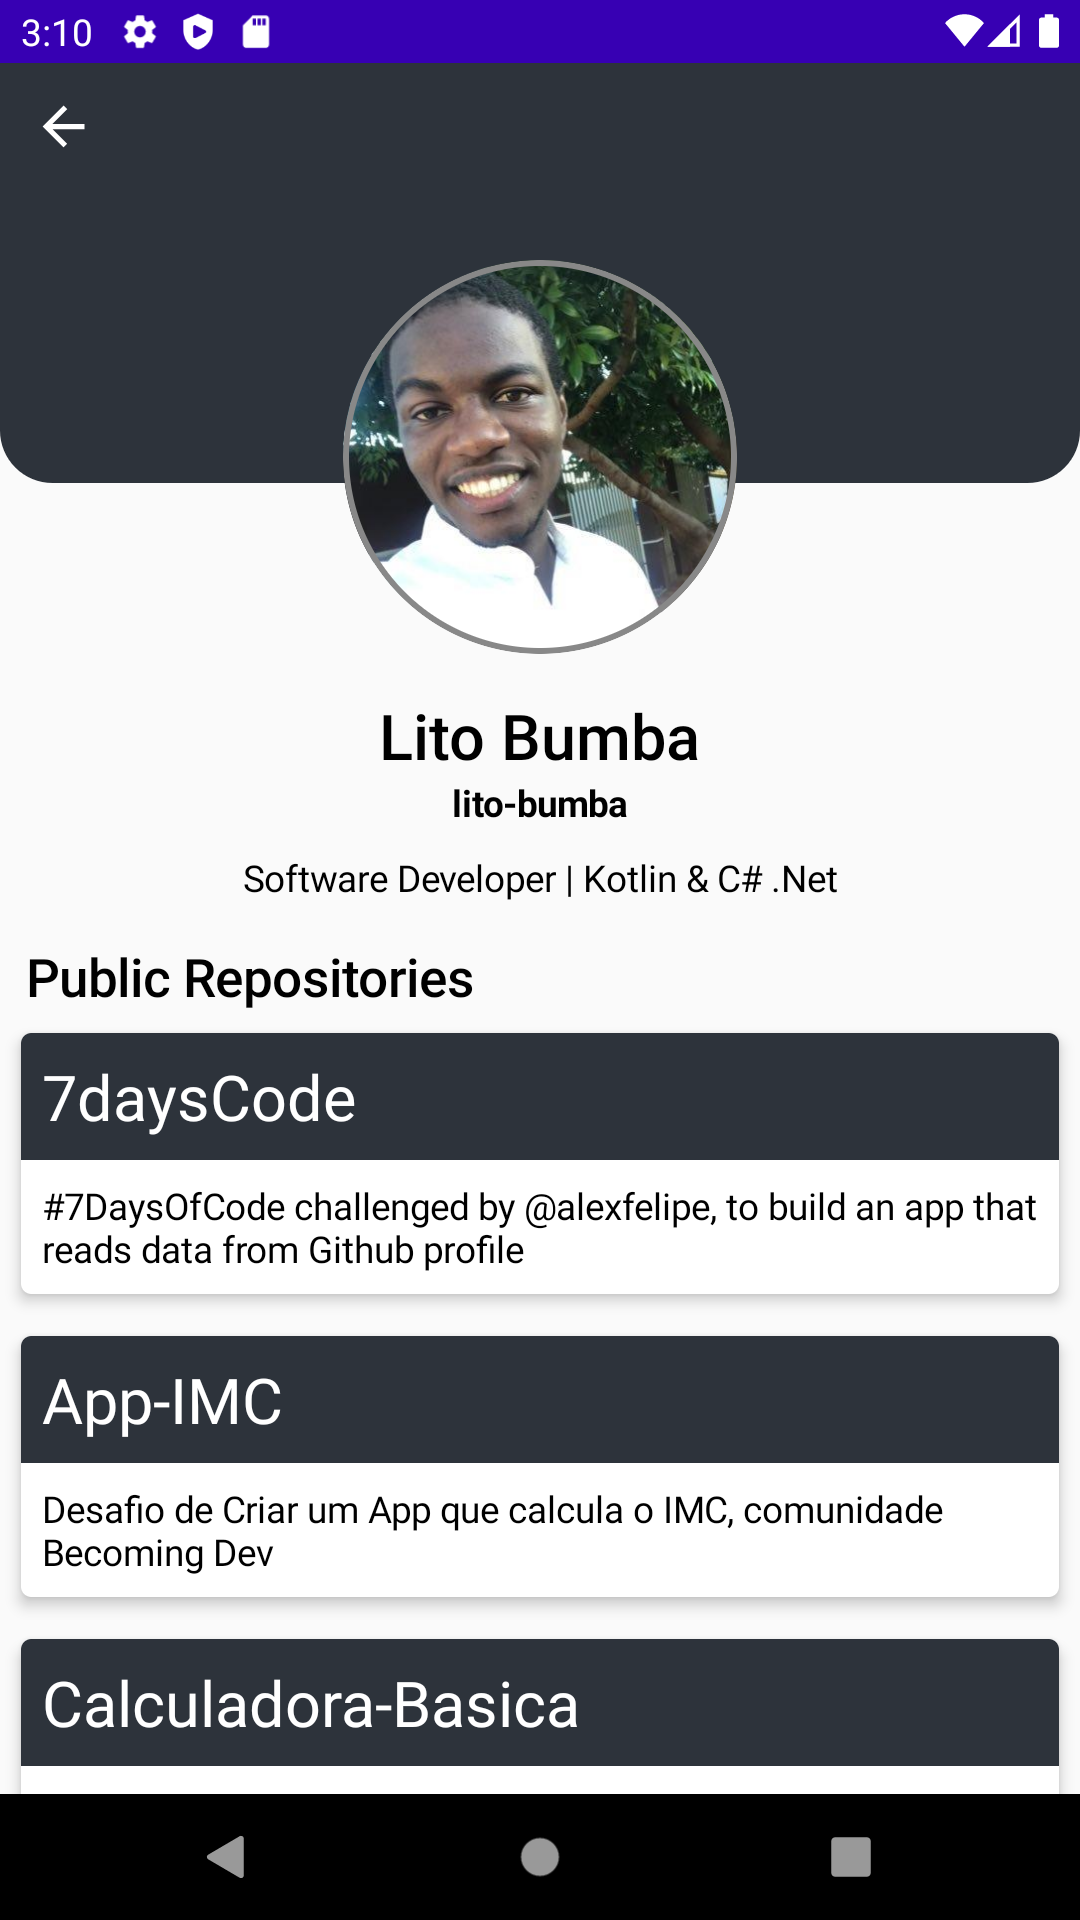 3:10
Lito Bumba
lito-bumba
Software Developer | Kotlin & C# .Net
Public Repositories
7daysCode
#7DaysOfCode challenged by @alexfelipe, to build an app that
reads data from Github profile
App-IMC
Desafio de Criar um App que calcula o IMC, comunidade
Becoming Dev
Calculadora-Basica